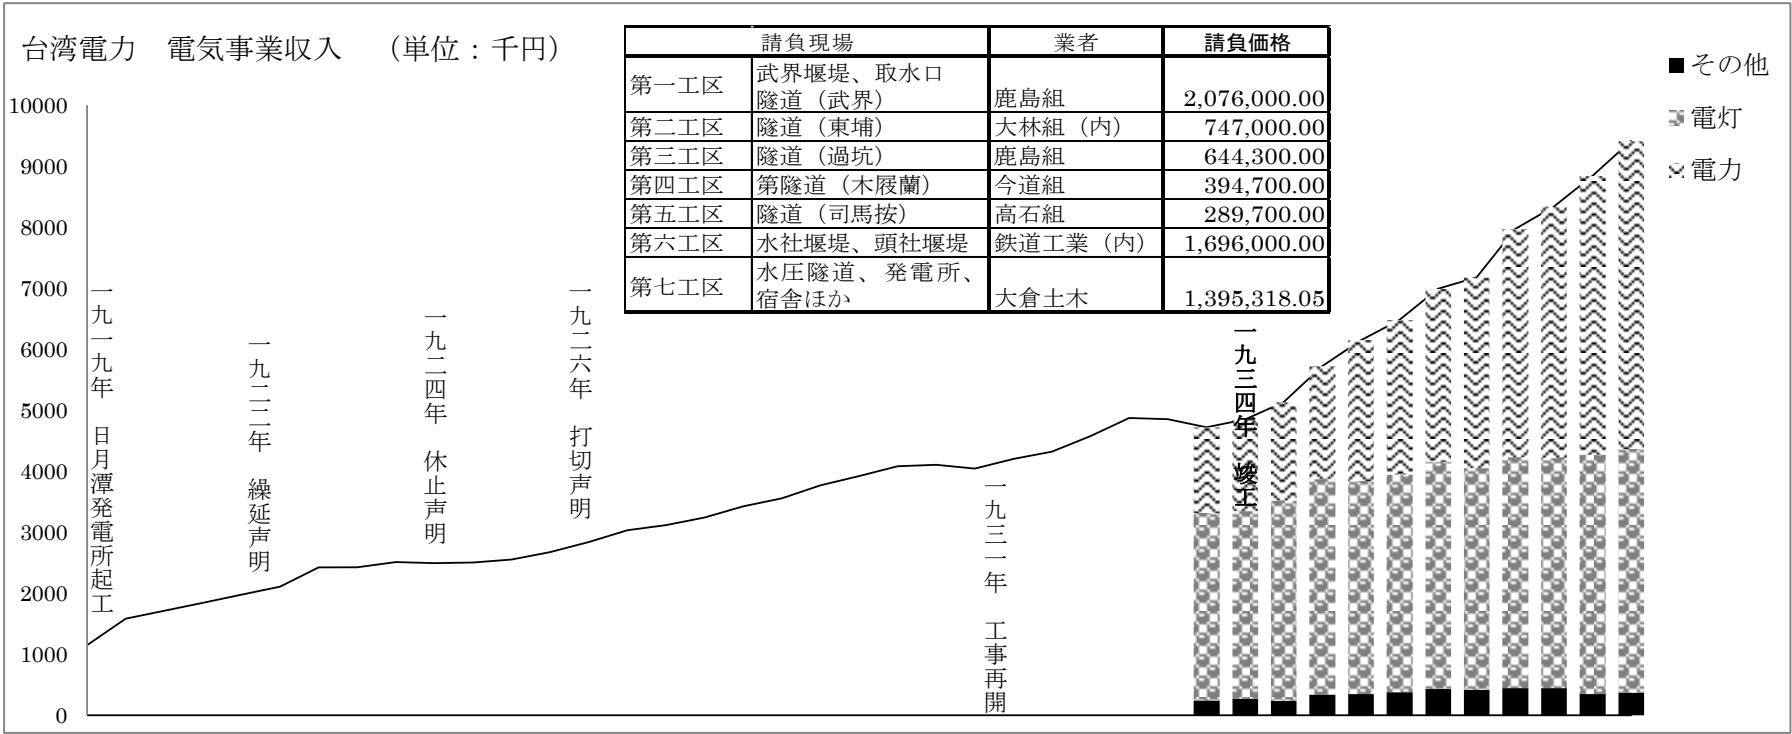 台湾電力　電気事業収入　（単位：千円）
請負現場 業者 請負価格
第一工区 武界堰堤、取水口
隧道（武界） 鹿島組 2,076,000.00
第二工区 隧道（東埔） 大林組（内） 747,000.00
第三工区 隧道（過坑） 鹿島組 644,300.00
第四工区 第隧道（木屐蘭） 今道組 394,700.00
第五工区 隧道（司馬按） 高石組 289,700.00
第六工区 水社堰堤、頭社堰堤 鉄道工業（内） 1,696,000.00
第七工区 水圧隧道、発電所、
宿舎ほか 大倉土木 1,395,318.05
その他
電灯
電力
10000
9000
8000
7000
6000
5000
4000
3000
2000
1000
0
一九一九年　日月潭発電所起工
一九二二年　繰延声明
一九二四年　休止声明
一九二六年　打切声明
一九三一年　工事再開
一九三四年　竣工